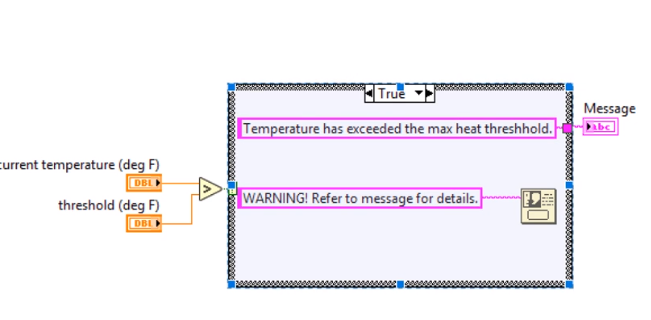 True
Temperature has exceeded the max heat threshhold.
Message
abc
current temperature (deg F)
DBL
>
WARNING! Refer to message for details.
threshold (deg F)
DBL